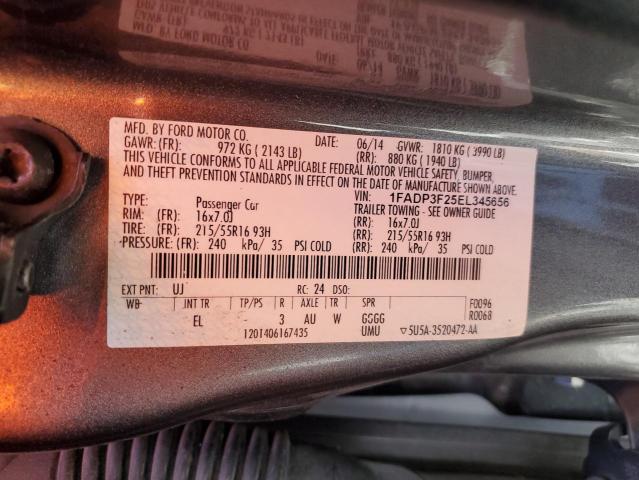 MFD. BY FORD MOTOR CO.
DATE: 06/14 GVWR: 1810 KG ( 3990 LB)
GAWR:(FR): 972 KG ( 2143 LB) (RR): 880 KG ( 1940 LB)
THIS VEHICLE CONFORMS TO ALL APPLICABLE FEDERAL MOTOR VEHICLE SAFETY, BUMPER,
AND THEFT PREVENTION STANDARDS IN EFFECT ON THE DATE OF MANUFACTURE SHOWN ABOVE.
VIN: 1FADP3F25EL345656
TYPE: Passenger Car TRAILER TOWING - SEE OWNER GUIDE
RIM: (FR): 16x7.0J (RR): 16x7.0J
TIRE: (FR): 215/55R16 93H (RR): 215/55R16 93H
PRESSURE: (FR): 240 kPa/ 35 PSI COLD (RR): 240 kPa/ 35 PSI COLD
EXT PNT: UJ RC: 24 DSO:
WB INT TR TP/PS R AXLE TR SPR F0096
R0068
EL - 3 AU W GGGG
1201406167435 UMU ▽5U5A-3520472-AA